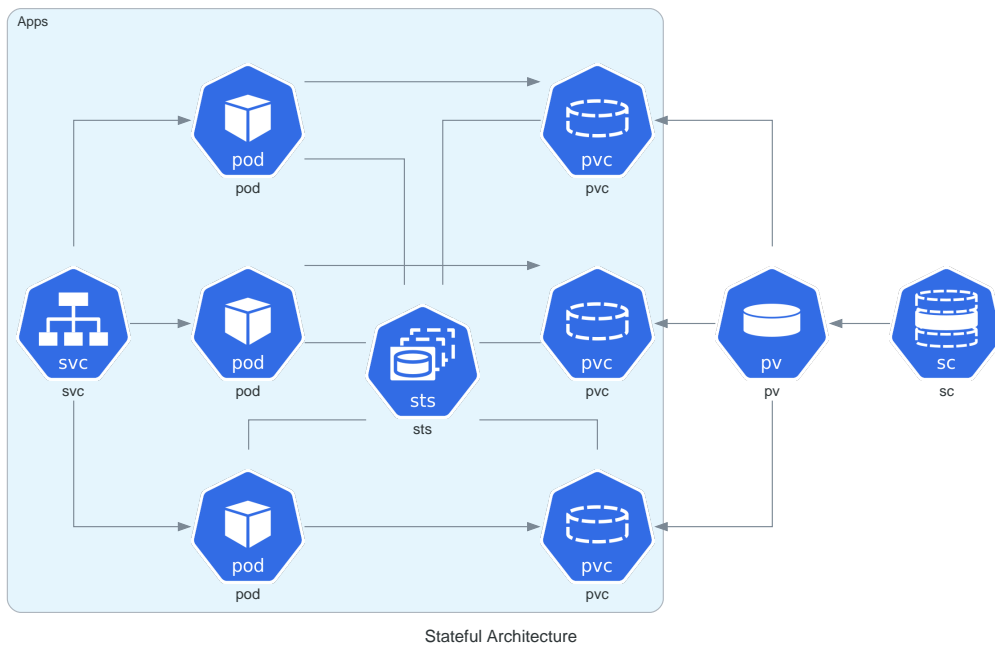 Apps
pod
pod
pvc
pvc
svc
svc
pod
pod
sts
sts
pvc
pvc
pv
pv
sc
sc
pod
pod
pvc
pvc
Stateful Architecture